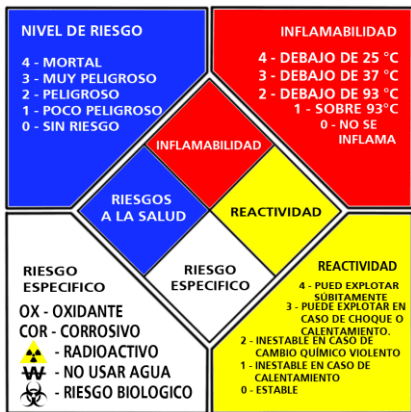 NIVEL DE RIESGO
4 - MORTAL
3 - MUY PELIGROSO
2 - PELIGROSO
1 - POCO PELIGROSO
0 - SIN RIESGO
INFLAMABILIDAD
4 - DEBAJO DE 25 °C
3 - DEBAJO DE 37 °C
2 - DEBAJO DE 93 °C
1 - SOBRE 93°C
0 - NO SE
INFLAMA
INFLAMABILIDAD
RIESGOS
A LA SALUD
REACTIVIDAD
RIESGO
ESPECIFICO
RIESGO
ESPECIFICO
OX - OXIDANTE
COR - CORROSIVO
- RADIOACTIVO
W - NO USAR AGUA
- RIESGO BIOLOGICO
REACTIVIDAD
4 - PUED EXPLOTAR
SÚBITAMENTE
3 - PUEDE EXPLOTAR EN
CASO DE CHOQUE O
CALENTAMIENTO.
2 - INESTABLE EN CASO DE
CAMBIO QUÍMICO VIOLENTO
1 - INESTABLE EN CASO DE
CALENTAMIENTO
0 - ESTABLE